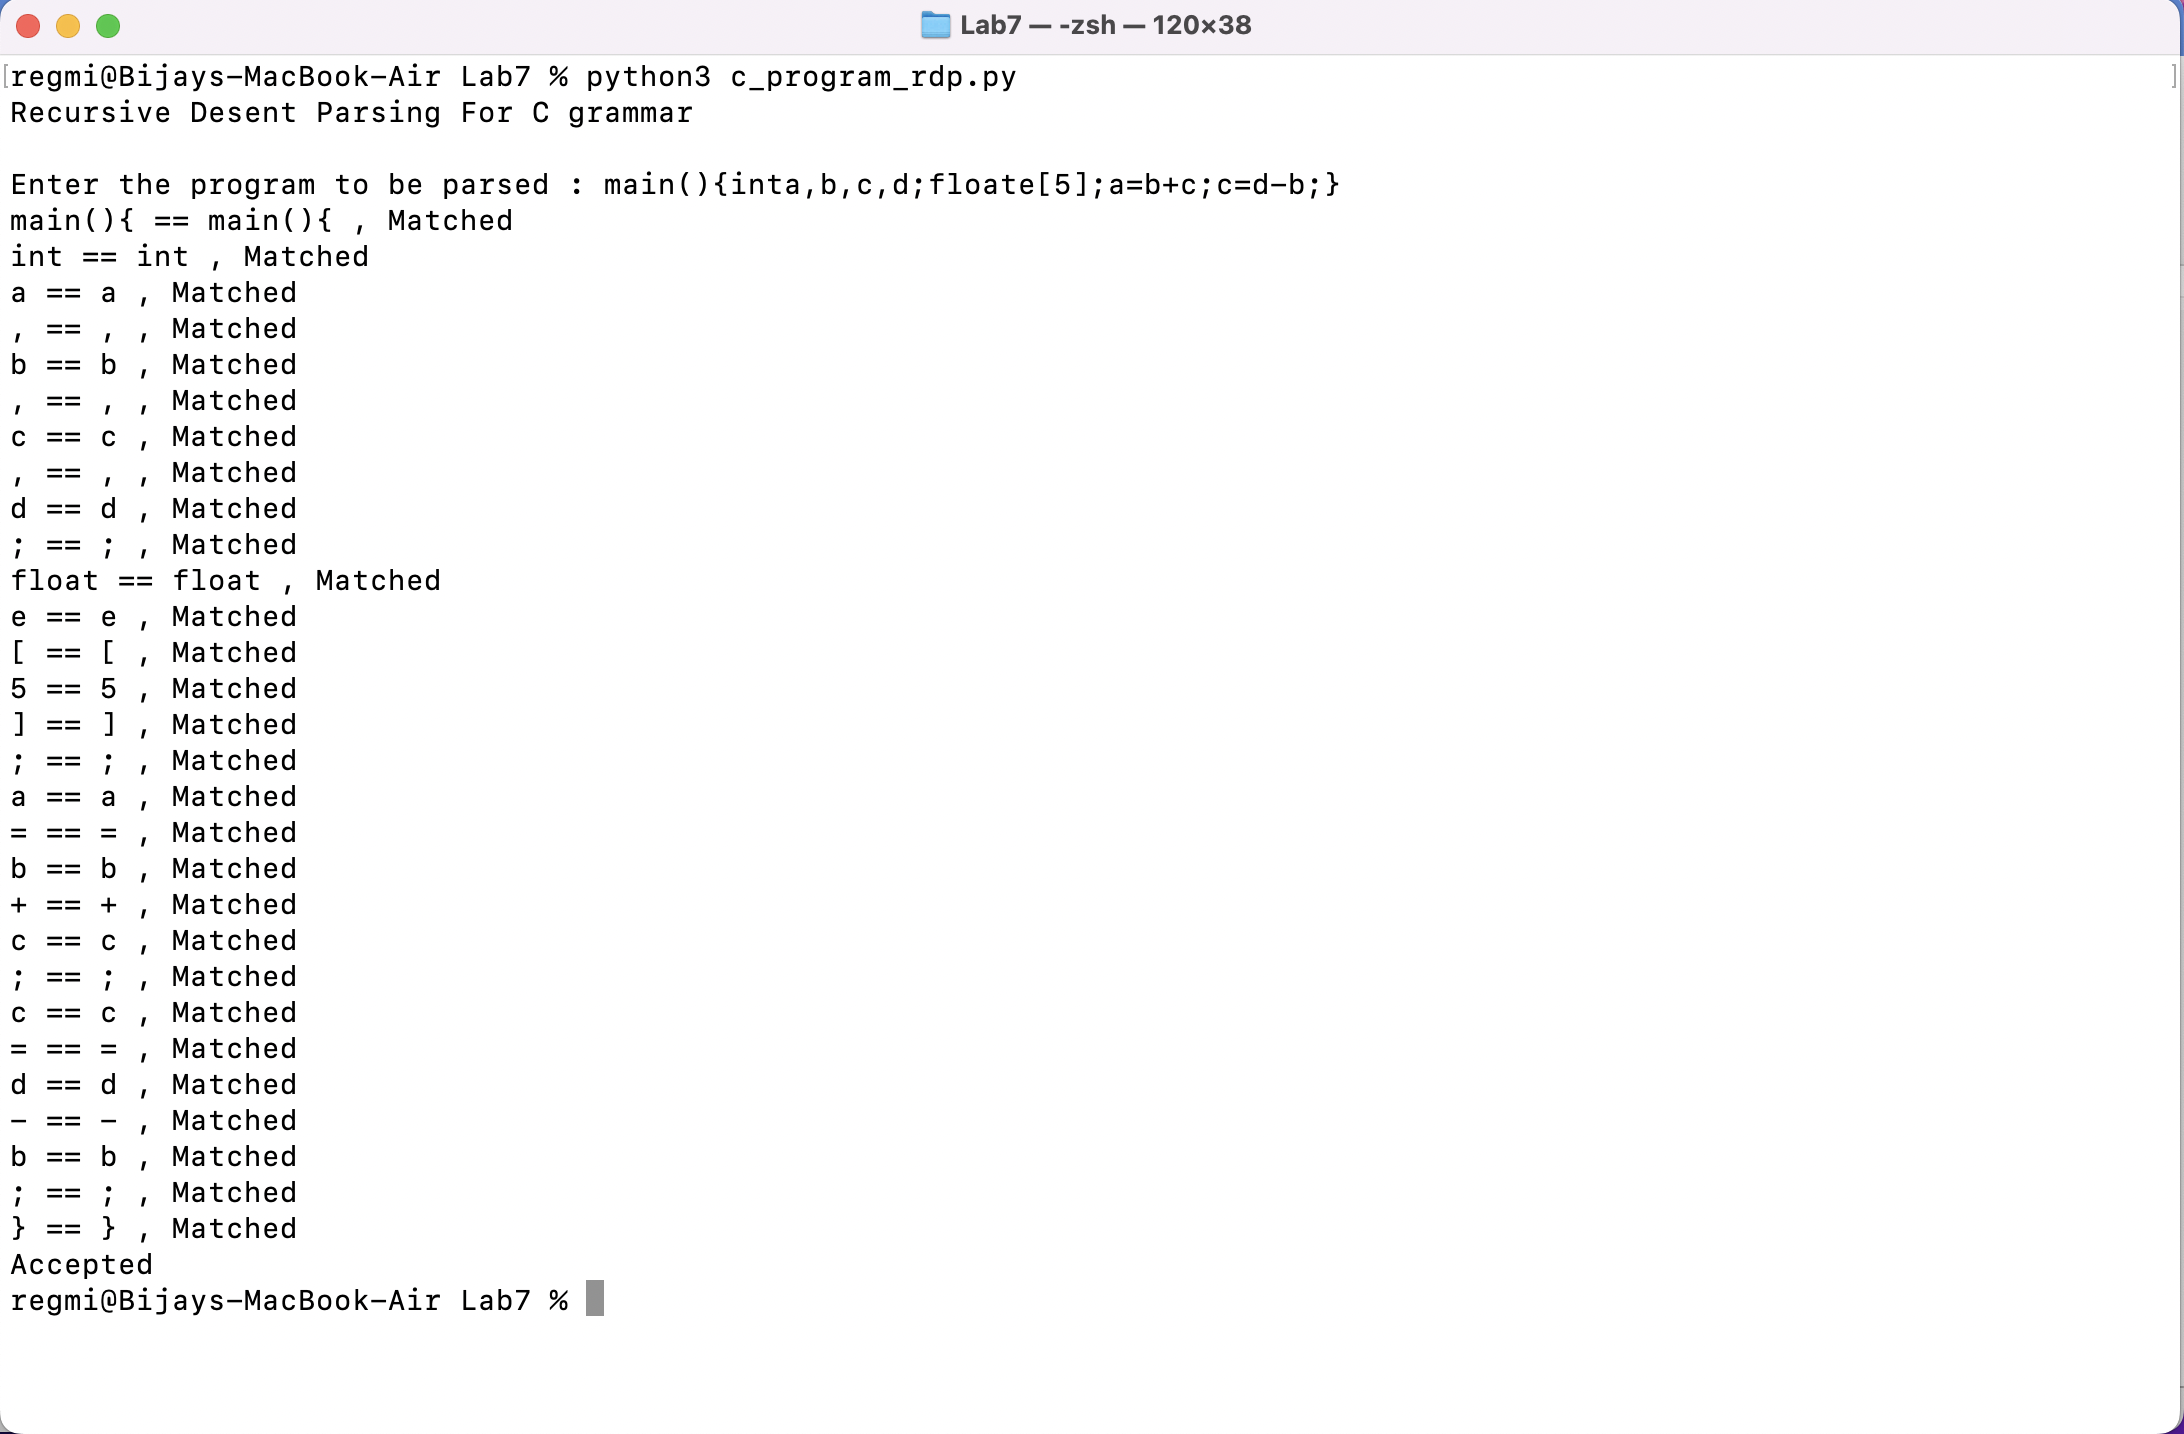 Lab7 — -zsh — 120×38
regmi@Bijays-MacBook-Air Lab7 % python3 c_program_rdp.py
Recursive Desent Parsing For C grammar
Enter the program to be parsed : main(){inta,b,c,d;floate[5];a=b+c;c=d-b;}
main(){ == main(){ , Matched
int == int , Matched
a == a , Matched
, == , , Matched
b == b , Matched
, == , , Matched
c == c , Matched
, == , , Matched
d == d , Matched
; == ; , Matched
float == float , Matched
e == e , Matched
[ == [ , Matched
5 == 5 , Matched
] == ] , Matched
; == ; , Matched
a == a , Matched
= == = , Matched
b == b , Matched
+ == + , Matched
c == c , Matched
; == ; , Matched
c == c , Matched
= == = , Matched
d == d , Matched
- == - , Matched
b == b , Matched
; == ; , Matched
} == } , Matched
Accepted
regmi@Bijays-MacBook-Air Lab7 %